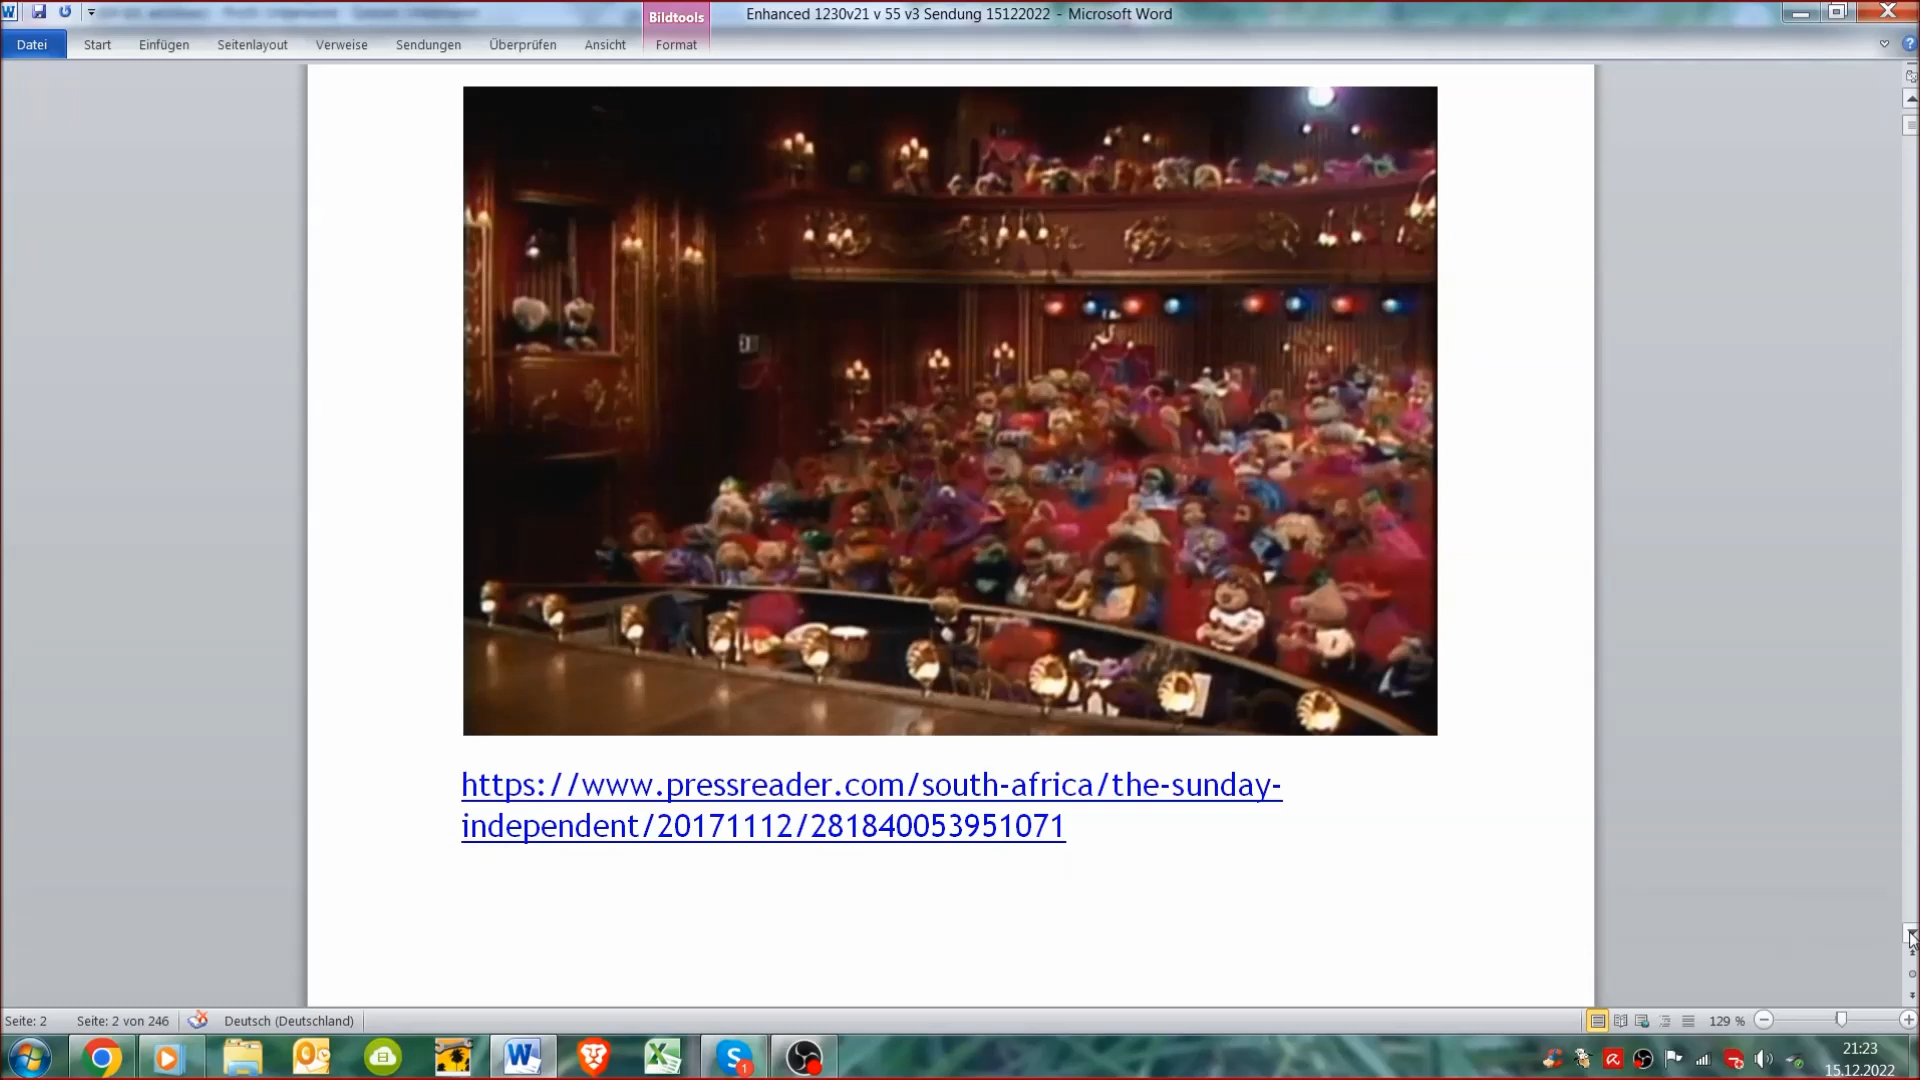 Bildtools
Enhanced 1230v21 v 55 v3 Sendung 15122022 - Microsoft Word
Datei Start Einfügen Seitenlayout Verweise Sendungen Überprüfen Ansicht Format
https://www.pressreader.com/south-africa/the-sunday-
independent/20171112/281840053951071
Seite: 2 Seite: 2 von 246 Deutsch (Deutschland) 129 %
21:23
15.12.2022